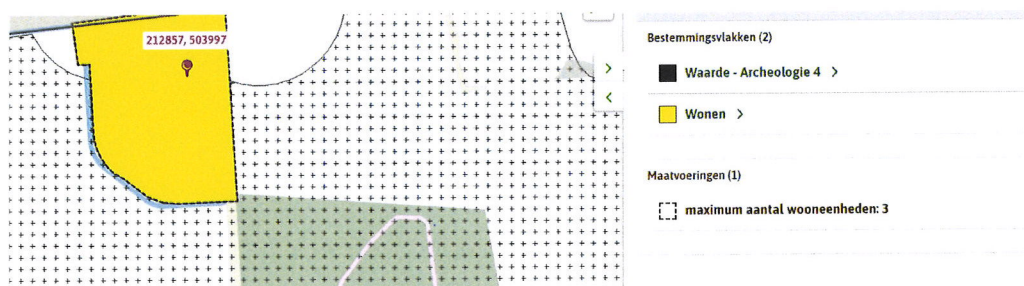 212857, 503997
Bestemmingsvlakken (2)
Waarde - Archeologie 4
Wonen
Maatvoeringen (1)
maximum aantal wooneenheden: 3